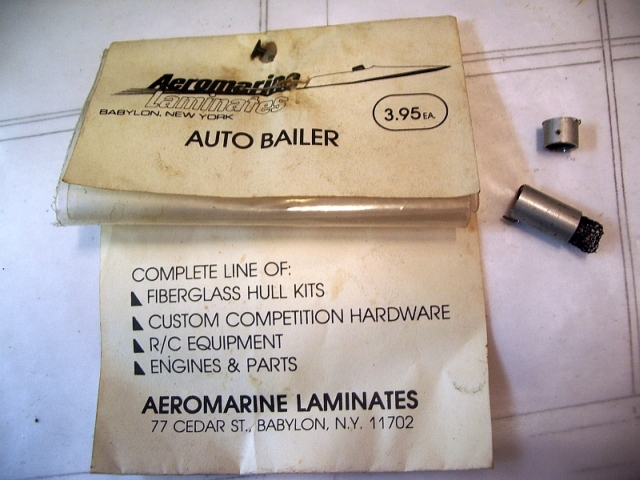 Aeromarine
Laminates
BABYLON, NEW YORK
3.95 EA.
AUTO BAILER
COMPLETE LINE OF:
FIBERGLASS HULL KITS
CUSTOM COMPETITION HARDWARE
R/C EQUIPMENT
ENGINES & PARTS
AEROMARINE LAMINATES
77 CEDAR ST., BABYLON, N.Y. 11702